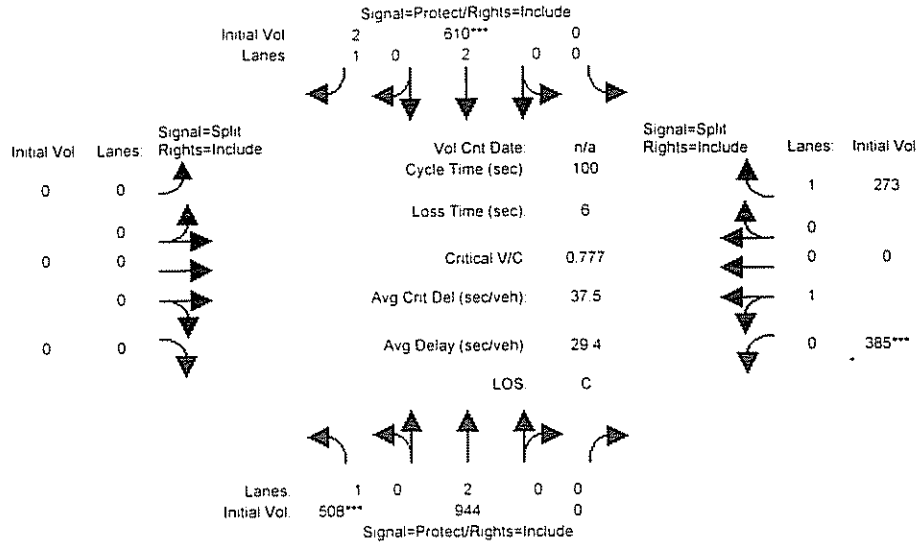 Signal=Protect/Rights=Include
Initial Vol 2 610*** 0
Lanes 1 0 2 0 0
Signal=Split
Initial Vol Lanes: Rights=Include
Vol Cnt Date: n/a
Signal=Split
Rights=Include Lanes: Initial Vol
Cycle Time (sec) 100
0 0
1 273
Loss Time (sec). 6
0
0
Critical V/C 0.777
0 0
0 0
Avg Crit Del (sec/veh): 37.5
0
1
Avg Delay (sec/veh) 29 4
0 0
0 385***
LOS. C
Lanes. 1 0 2 0 0
Initial Vol. 508*** 944 0
Signal=Protect/Rights=Include